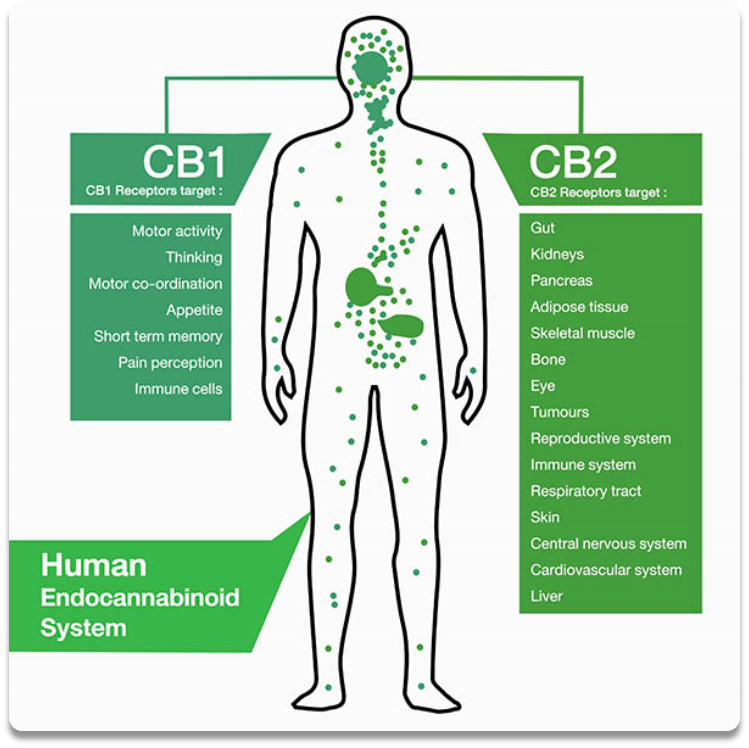 CB1
CB1 Receptors target :
Motor activity
Thinking
Motor co-ordination
Appetite
Short term memory
Pain perception
Immune cells
CB2
CB2 Receptors target :
Gut
Kidneys
Pancreas
Adipose tissue
Skeletal muscle
Bone
Eye
Tumours
Reproductive system
Immune system
Respiratory tract
Skin
Central nervous system
Cardiovascular system
Liver
Human
Endocannabinoid
System